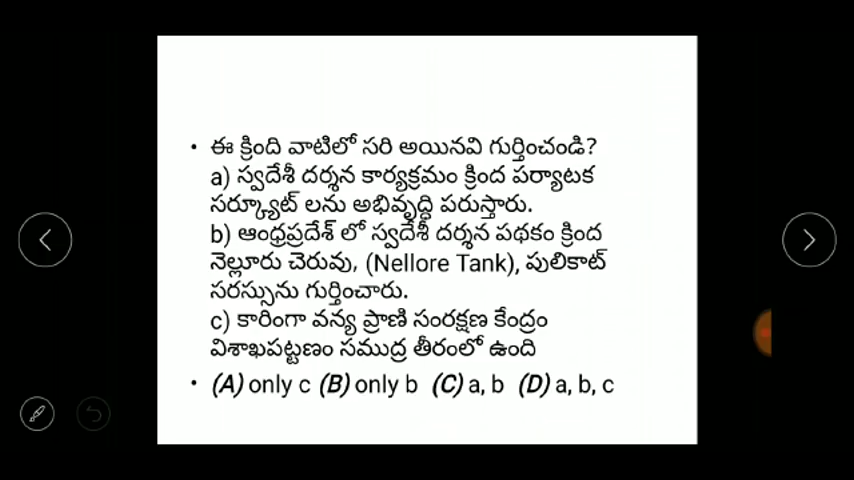 • ఈ క్రింది వాటిలో సరి అయినవి గుర్తించండి?
a) స్వదేశీ దర్శన కార్యక్రమం క్రింద పర్యాటక
సర్క్యూట్ లను అభివృద్ధి పరుస్తారు.
b) ఆంధ్రప్రదేశ్ లో స్వదేశీ దర్శన పథకం క్రింద
నెల్లూరు చెరువు, (Nellore Tank), పులికాట్
సరస్సును గుర్తించారు.
c) కారింగా వన్య ప్రాణి సంరక్షణ కేంద్రం
విశాఖపట్టణం సముద్ర తీరంలో ఉంది
• (A) only c (B) only b (C) a, b (D) a, b, c